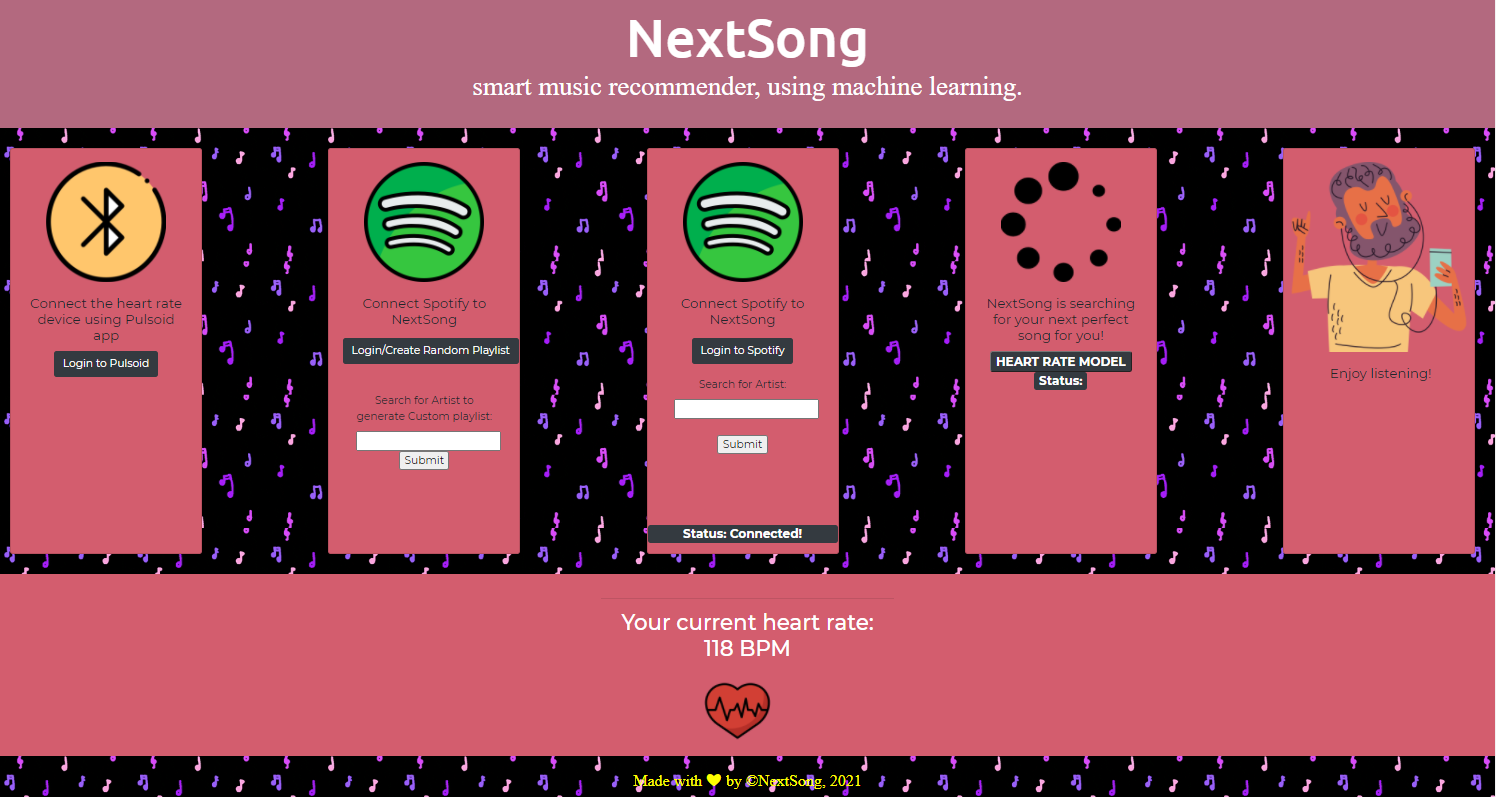 NextSong
smart music recommender, using machine learning.
Connect the heart rate
device using Pulsoid
app
Login to Pulsoid
Connect Spotify to
NextSong
Login/Create Random Playlist
Search for Artist to
generate Custom playlist:
Submit
Connect Spotify to
NextSong
Login to Spotify
Search for Artist:
Submit
Status: Connected!
NextSong is searching
for your next perfect
song for you!
HEART RATE MODEL
Status:
Enjoy listening!
Your current heart rate:
118 BPM
Made with ❤ by ©NextSong, 2021